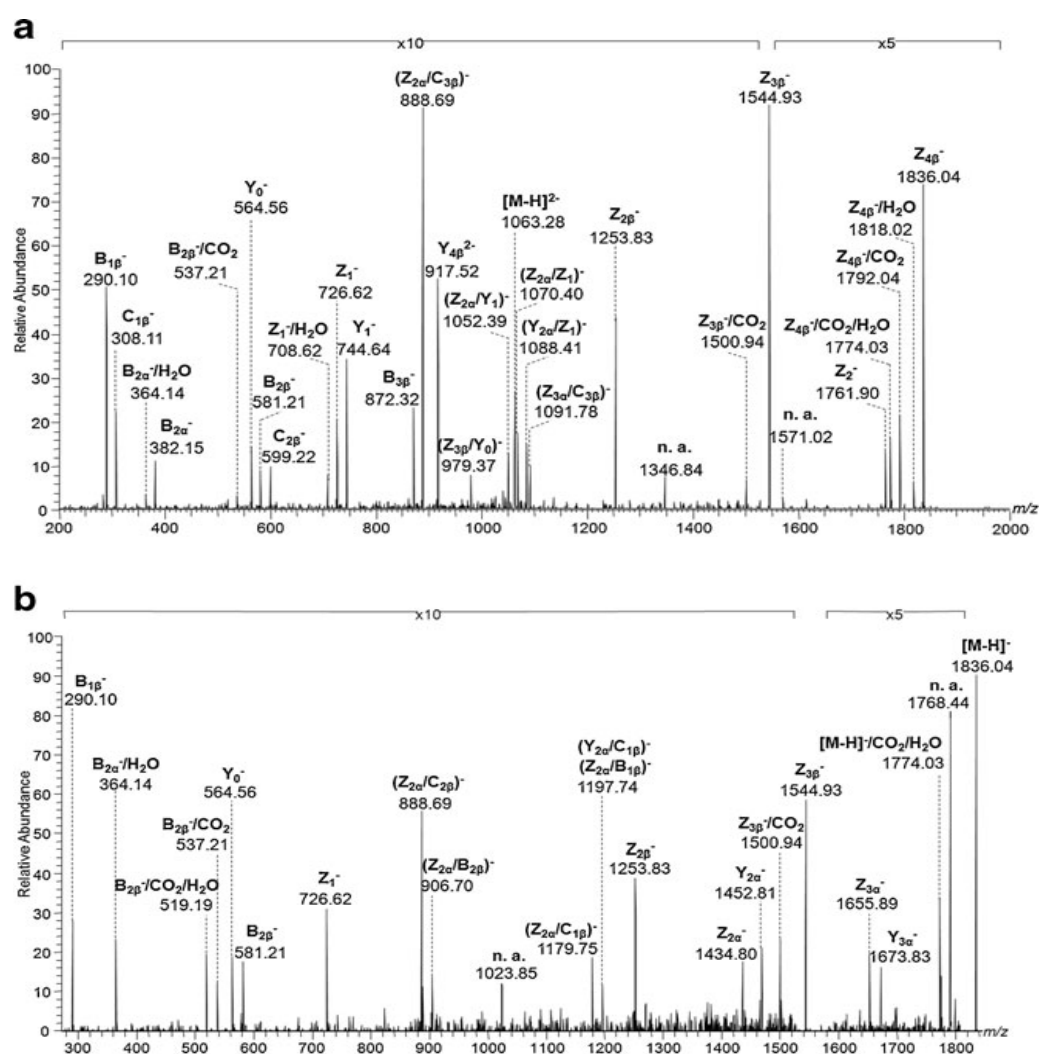 a
x10
x5
Relative Abundance
100
90
80
70
60
50
40
30
20
10
0
B1β-
290.10
C1β-
308.11
B2α-/H2O
364.14
B2α-
382.15
B2β-/CO2
537.21
Y0-
564.56
B2β-
581.21
C2β-
599.22
Z1-/H2O
708.62
Z1-
726.62
Y1-
744.64
B3β-
872.32
(Z2α/C3β)-
888.69
Y4β2-
917.52
(Z3β/Y0)-
979.37
(Z2α/Y1)-
1052.39
[M-H]2-
1063.28
(Z2α/Z1)-
1070.40
(Y2α/Z1)-
1088.41
(Z3α/C3β)-
1091.78
Z2β-
1253.83
n. a.
1346.84
Z3β-/CO2
1500.94
Z3β-
1544.93
n. a.
1571.02
Z2-
1761.90
Z4β-/CO2/H2O
1774.03
Z4β-/CO2
1792.04
Z4β-/H2O
1818.02
Z4β-
1836.04
200 400 600 800 1000 1200 1400 1600 1800 2000
m/z
b
x10
x5
Relative Abundance
100
90
80
70
60
50
40
30
20
10
0
B1β-
290.10
B2α-/H2O
364.14
B2β-/CO2/H2O
519.19
B2β-/CO2
537.21
Y0-
564.56
B2β-
581.21
Z1-
726.62
(Z2α/C2β)-
888.69
(Z2α/B2β)-
906.70
n. a.
1023.85
(Z2α/C1β)-
1179.75
(Y2α/C1β)-
(Z2α/B1β)-
1197.74
Z2β-
1253.83
Z2α-
1434.80
Y2α-
1452.81
Z3β-/CO2
1500.94
Z3β-
1544.93
Z3α-
1655.89
Y3α-
1673.83
[M-H]-/CO2/H2O
1774.03
n. a.
1768.44
[M-H]-
1836.04
300 400 500 600 700 800 900 1000 1100 1200 1300 1400 1500 1600 1700 1800
m/z